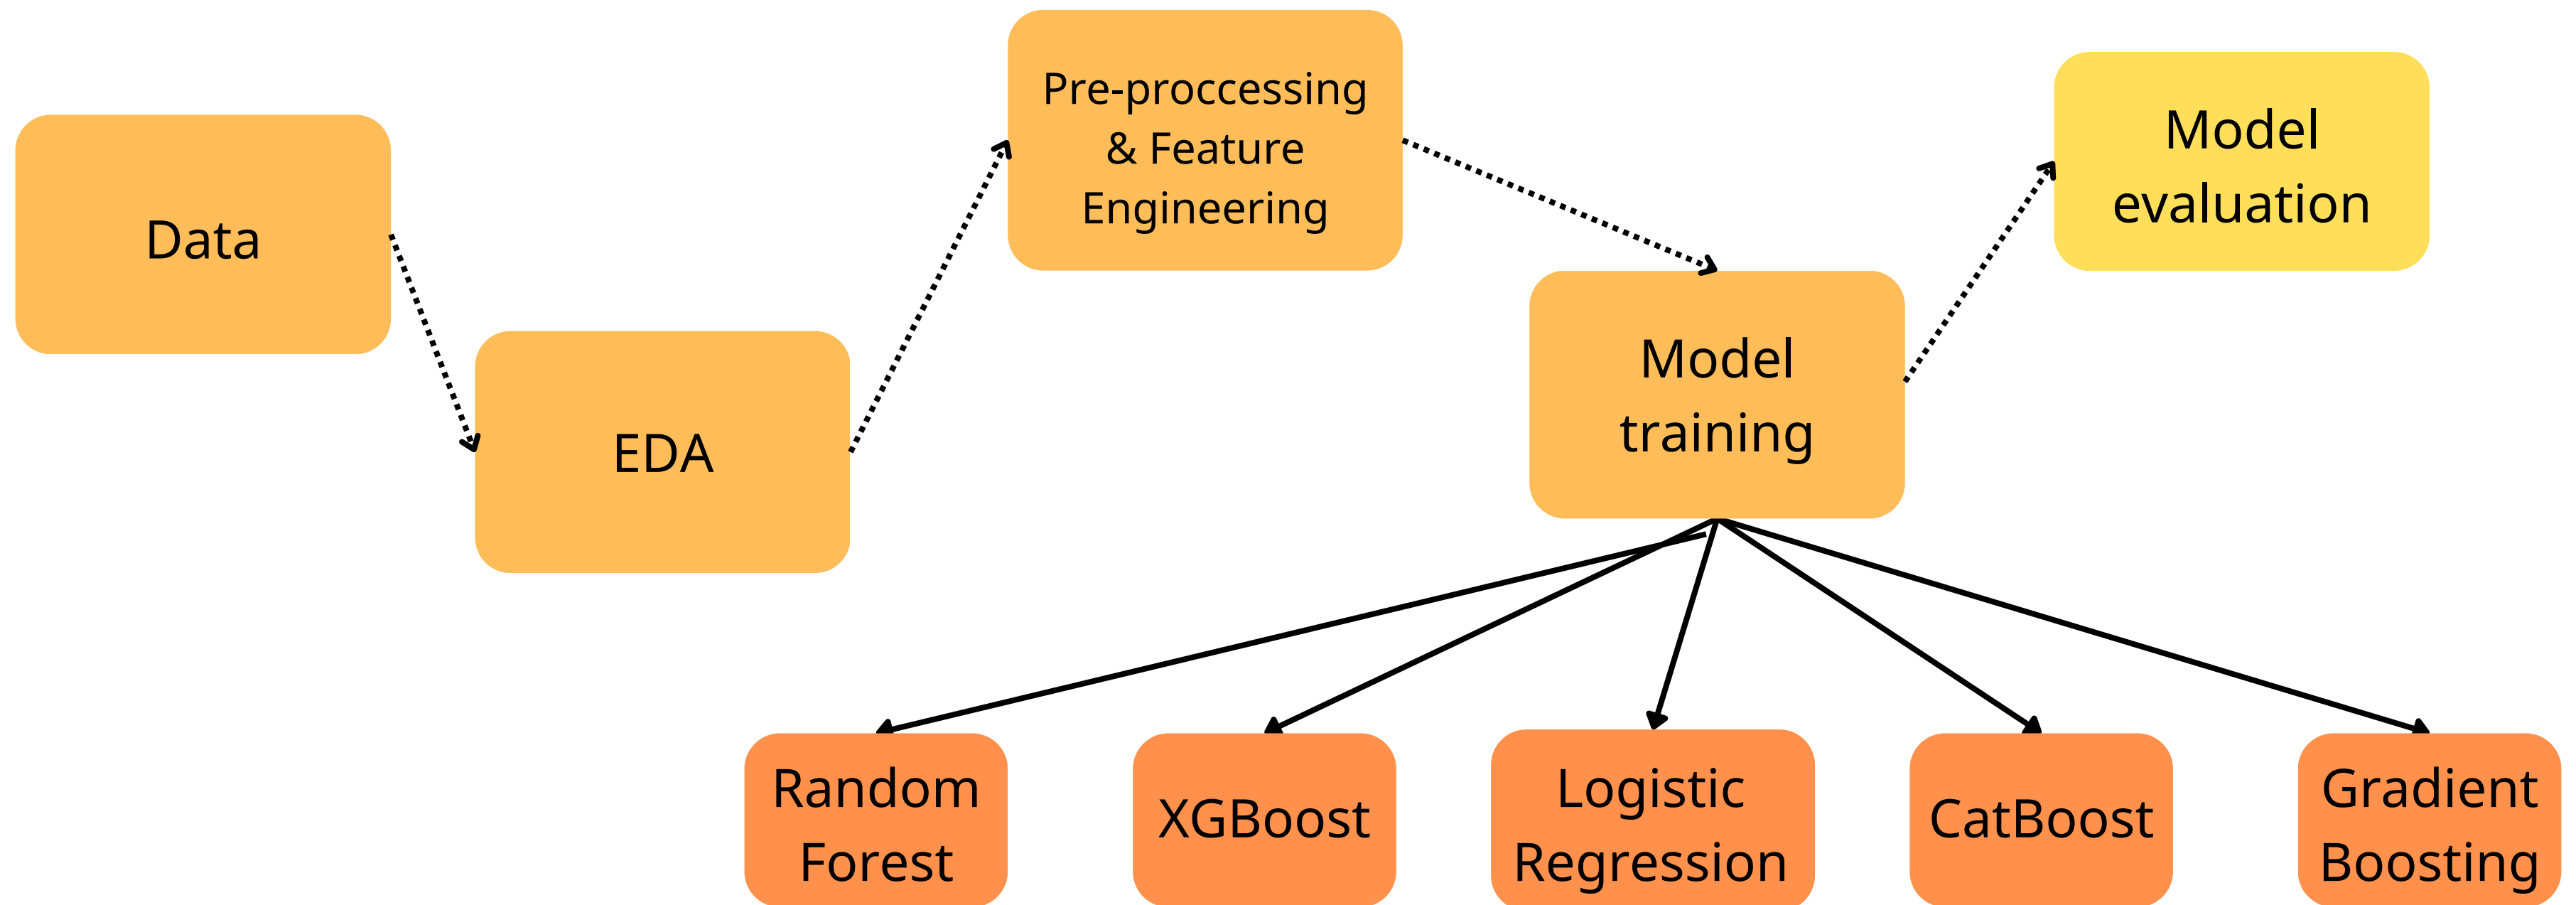 Data
EDA
Pre-proccessing
& Feature
Engineering
Model
training
Model
evaluation
Random
Forest
XGBoost
Logistic
Regression
CatBoost
Gradient
Boosting